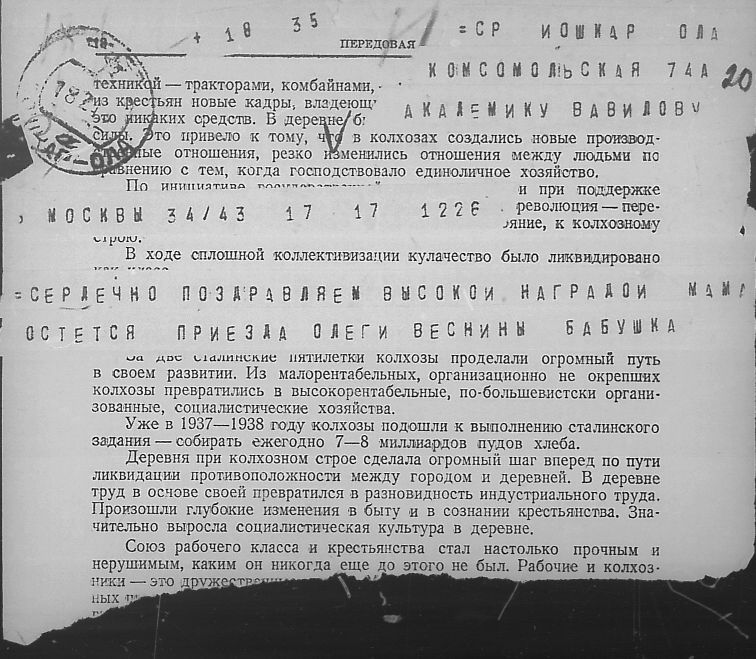 + 18 35
= СР ИОШКАР ОЛА
ПЕРЕДОВАЯ
КОМСОМОЛЬСКАЯ 74А
20
техникой — тракторами, комбайнами,
из крестьян новые кадры, владеющ
АКАДЕМИКУ ВАВИЛОВУ
это никаких средств. В деревне
силы. Это привело к тому, что в колхозах создались новые производ-
ные отношения, резко изменились отношения между людьми по
сравнению с тем, когда господствовало единоличное хозяйство.
По инициативе и при поддержке
революция — пере-
МОСКВЫ 34/43 17 17 1226
яние, к колхозному
строю.
В ходе сплошной коллективизации кулачество было ликвидировано
как класс
=СЕРДЕЧНО ПОЗДРАВЛЯЕМ ВЫСОКОИ НАГРАДОИ МАМА
ОСТЕТСЯ ПРИЕЗДА ОЛЕГИ ВЕСНИНЫ БАБУШКА
За две сталинские пятилетки колхозы проделали огромный путь
в своем развитии. Из малорентабельных, организационно не окрепших
колхозы превратились в высокорентабельные, по-большевистски органи-
зованные, социалистические хозяйства.
Уже в 1937—1938 году колхозы подошли к выполнению сталинского
задания — собирать ежегодно 7—8 миллиардов пудов хлеба.
Деревня при колхозном строе сделала огромный шаг вперед по пути
ликвидации противоположности между городом и деревней. В деревне
труд в основе своей превратился в разновидность индустриального труда.
Произошли глубокие изменения в быту и в сознании крестьянства. Зна-
чительно выросла социалистическая культура в деревне.
Союз рабочего класса и крестьянства стал настолько прочным и
нерушимым, каким он никогда еще до этого не был. Рабочие и колхоз-
ники — это дружественн
ных